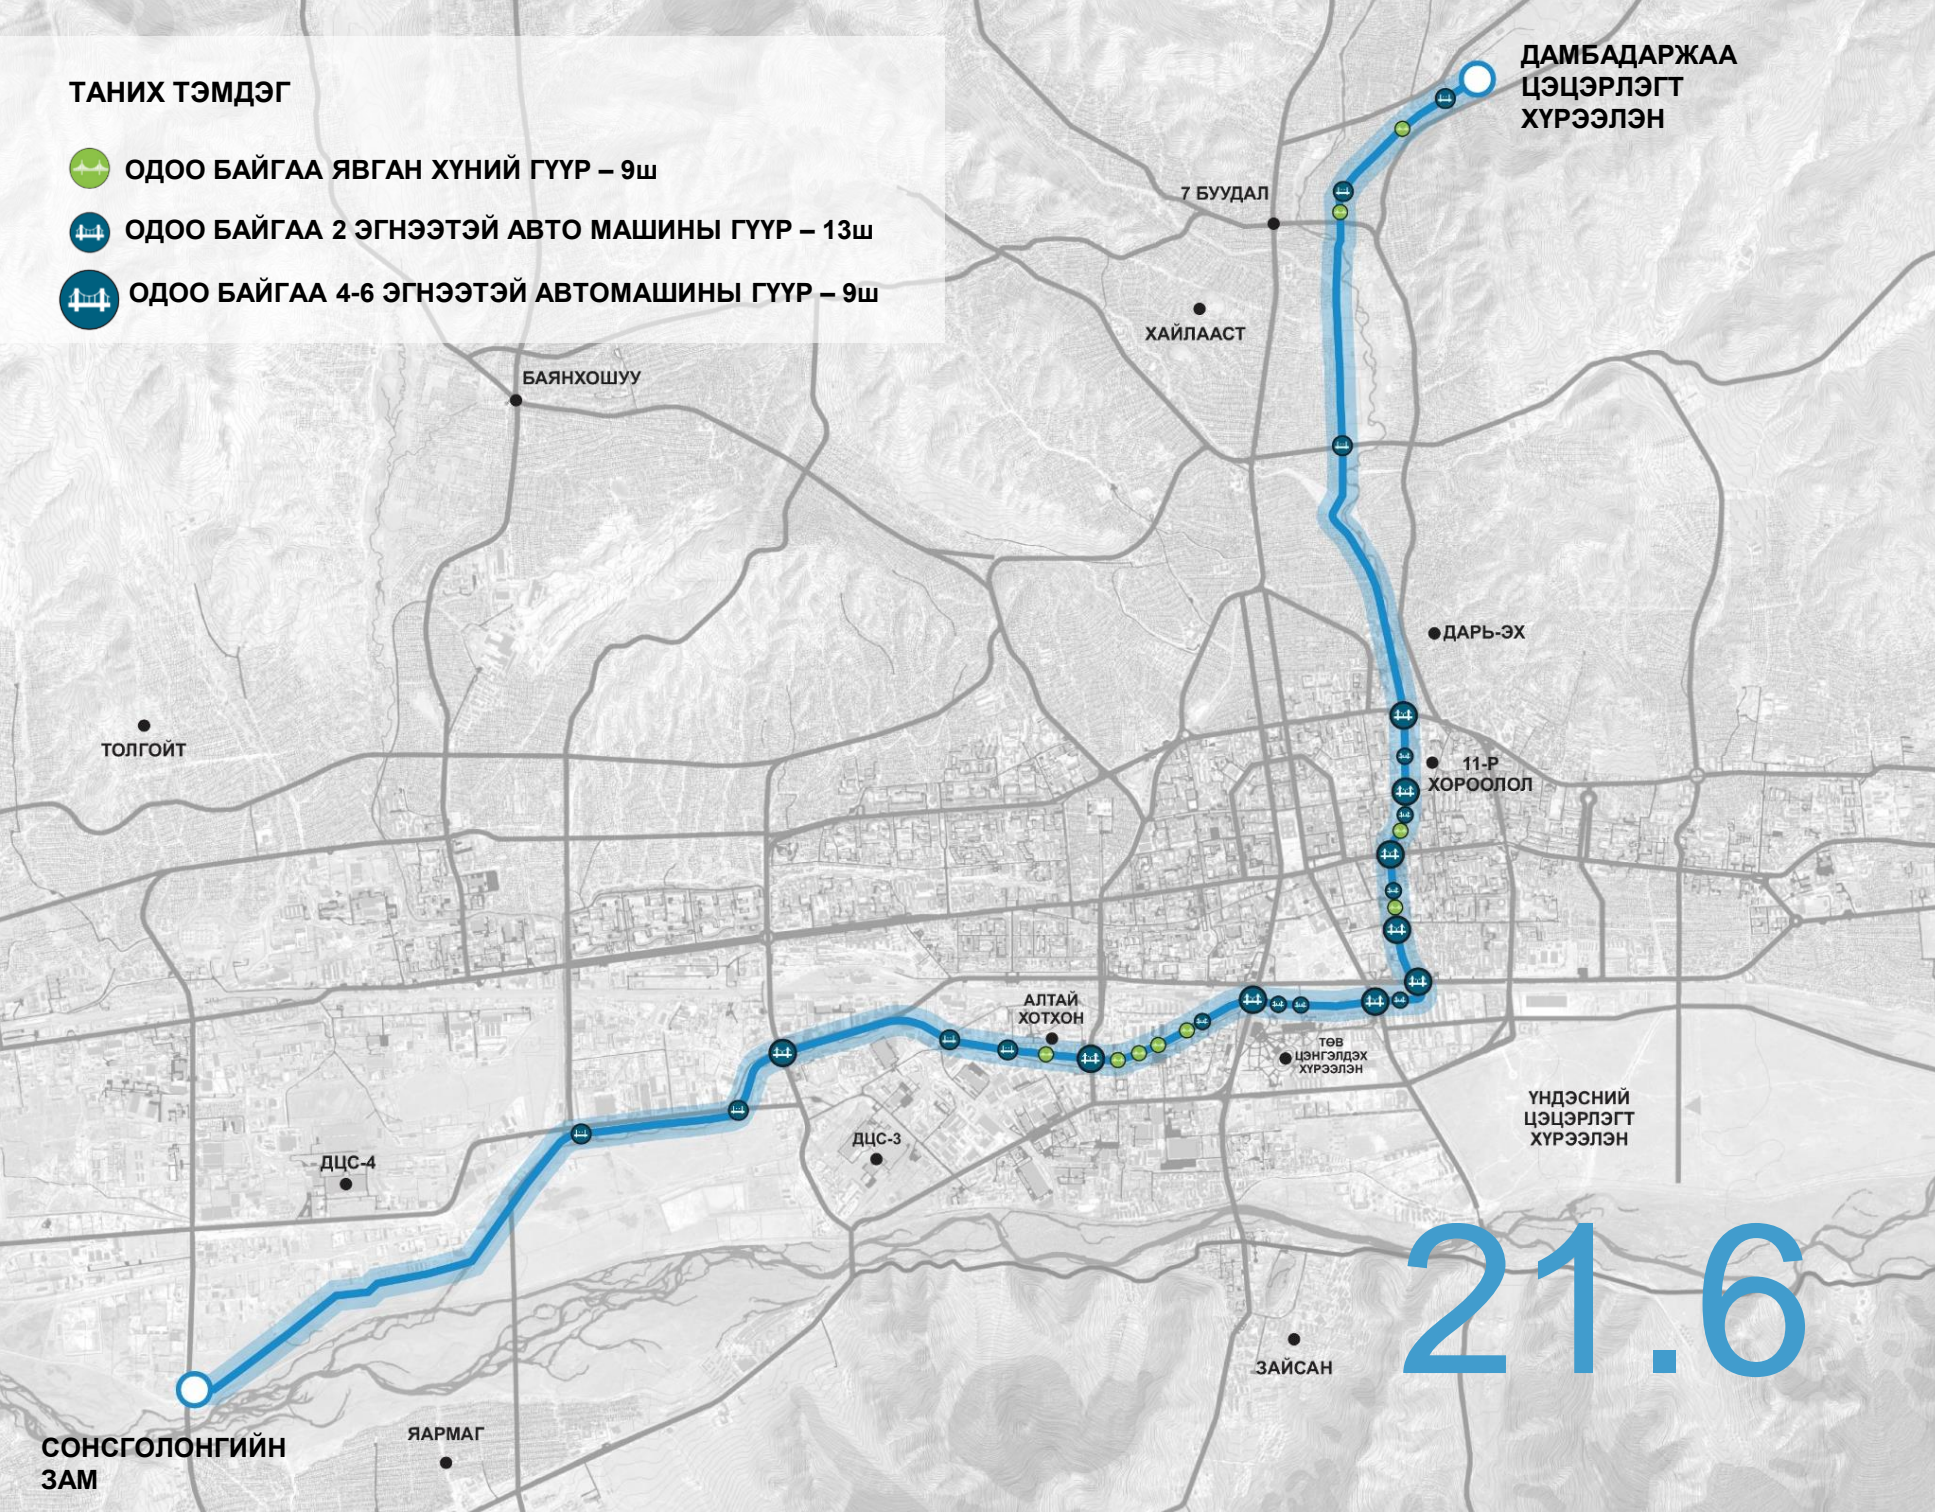 ТАНИХ ТЭМДЭГ
ОДОО БАЙГАА ЯВГАН ХҮНИЙ ГҮҮР – 9ш
ОДОО БАЙГАА 2 ЭГНЭЭТЭЙ АВТО МАШИНЫ ГҮҮР – 13ш
ОДОО БАЙГАА 4-6 ЭГНЭЭТЭЙ АВТОМАШИНЫ ГҮҮР – 9ш
ДАМБАДАРЖАА
ЦЭЦЭРЛЭГТ
ХҮРЭЭЛЭН
7 БУУДАЛ
ХАЙЛААСТ
БАЯНХОШУУ
ДАРЬ-ЭХ
ТОЛГОЙТ
11-Р
ХОРООЛОЛ
АЛТАЙ
ХОТХОН
ТӨВ
ЦЭНГЭЛДЭХ
ХҮРЭЭЛЭН
ҮНДЭСНИЙ
ЦЭЦЭРЛЭГТ
ХҮРЭЭЛЭН
ДЦС-3
ДЦС-4
21.6
ЗАЙСАН
ЯАРМАГ
СОНСГОЛОНГИЙН
ЗАМ